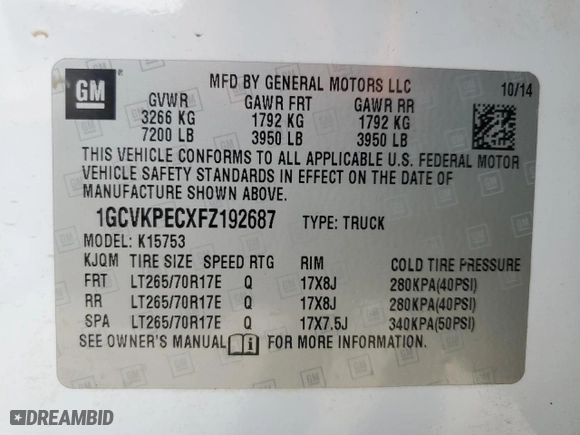 GM
MFD BY GENERAL MOTORS LLC 10/14
GVWR GAWR FRT GAWR RR
3266 KG 1792 KG 1792 KG
7200 LB 3950 LB 3950 LB
THIS VEHICLE CONFORMS TO ALL APPLICABLE U.S. FEDERAL MOTOR
VEHICLE SAFETY STANDARDS IN EFFECT ON THE DATE OF
MANUFACTURE SHOWN ABOVE.
1GCVKPECXFZ192687 TYPE: TRUCK
MODEL: K15753
KJQM TIRE SIZE SPEED RTG RIM COLD TIRE PRESSURE
FRT LT265/70R17E Q 17X8J 280KPA(40PSI)
RR LT265/70R17E Q 17X8J 280KPA(40PSI)
SPA LT265/70R17E Q 17X7.5J 340KPA(50PSI)
SEE OWNER'S MANUAL FOR MORE INFORMATION.
DREAMBID